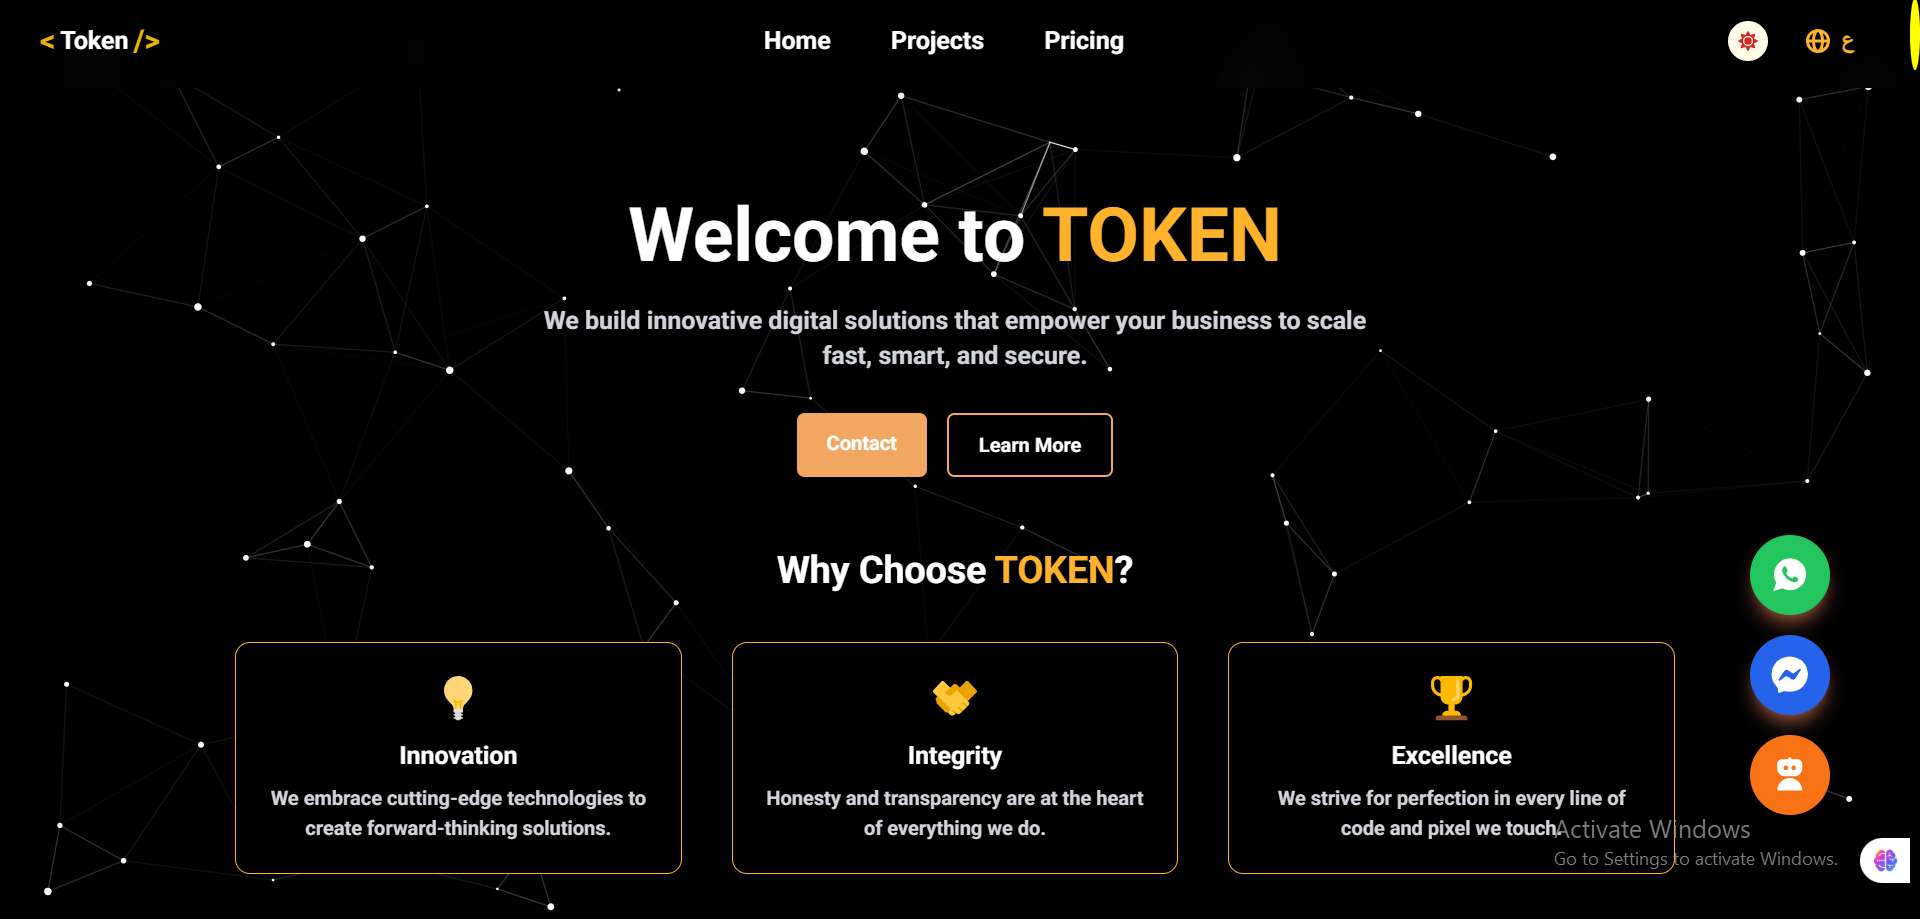 < Token />
Home
Projects
Pricing
ع
Welcome to TOKEN
We build innovative digital solutions that empower your business to scale
fast, smart, and secure.
Contact
Learn More
Why Choose TOKEN?
Innovation
We embrace cutting-edge technologies to
create forward-thinking solutions.
Integrity
Honesty and transparency are at the heart
of everything we do.
Excellence
We strive for perfection in every line of
code and pixel we touch.
Activate Windows
Go to Settings to activate Windows.